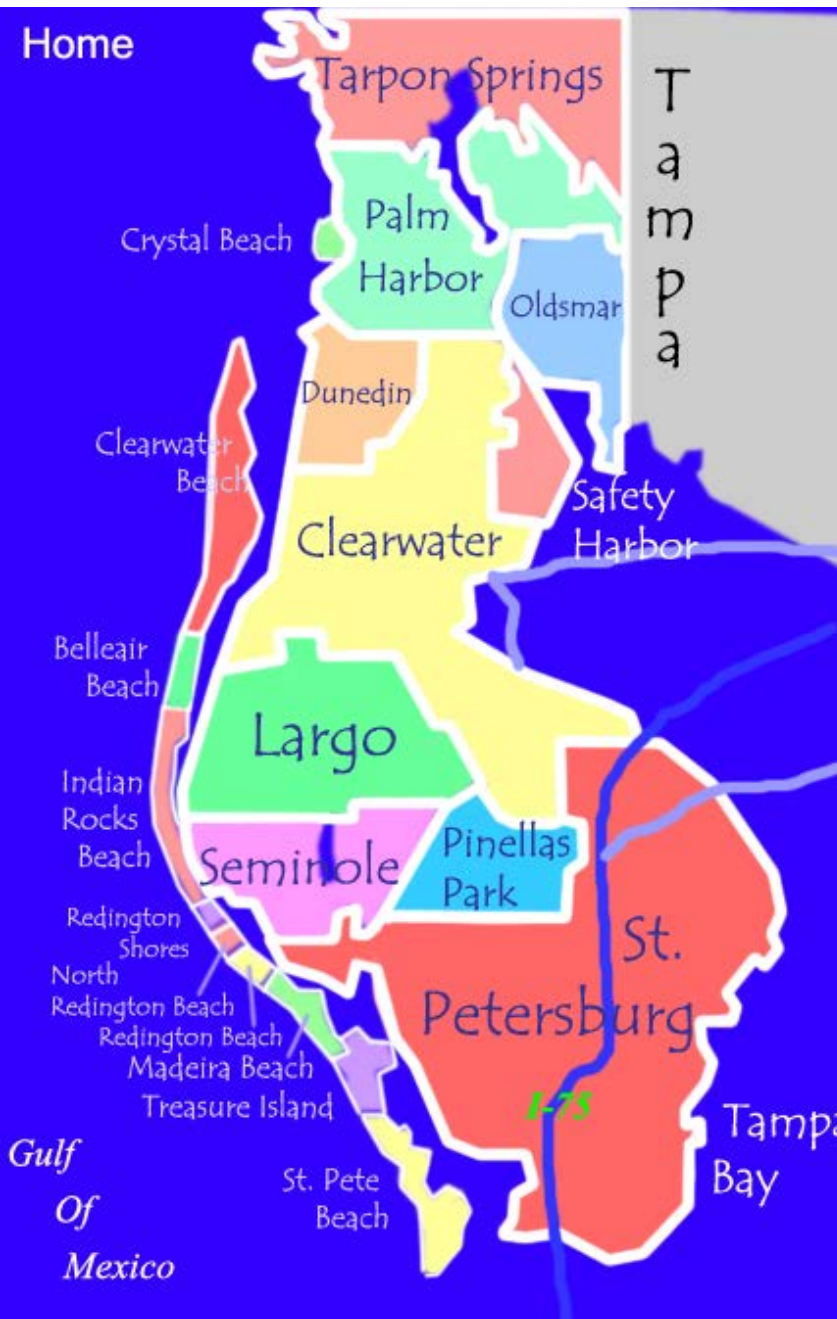 Home
Tarpon Springs
Tampa
Palm
Harbor
Crystal Beach
Oldsmar
Dunedin
Clearwater
Beach
Safety
Harbor
Clearwater
Belleair
Beach
Largo
Indian
Rocks
Beach
Seminole
Pinellas
Park
Redington
Shores
North
Redington Beach
Redington Beach
Madeira Beach
Treasure Island
St.
Petersburg
I-75
Tampa
Bay
St. Pete
Beach
Gulf
Of
Mexico